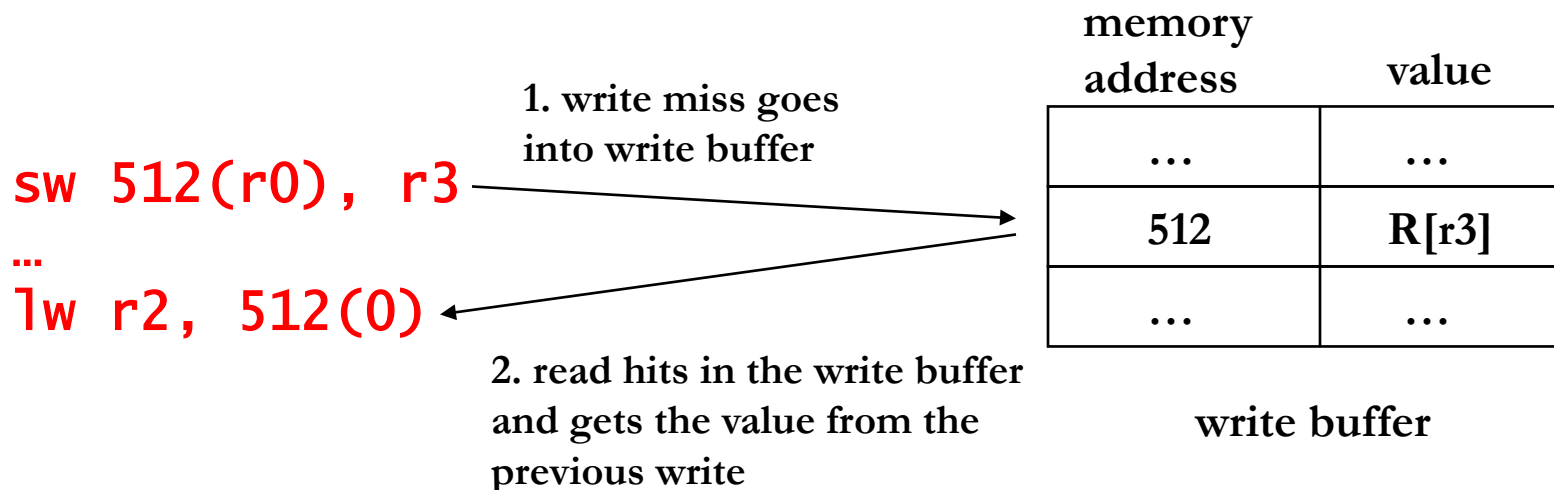 sw 512(r0), r3
…
lw r2, 512(0)
1. write miss goes
into write buffer
2. read hits in the write buffer
and gets the value from the
previous write
memory
address value
… …
512 R[r3]
… …
write buffer